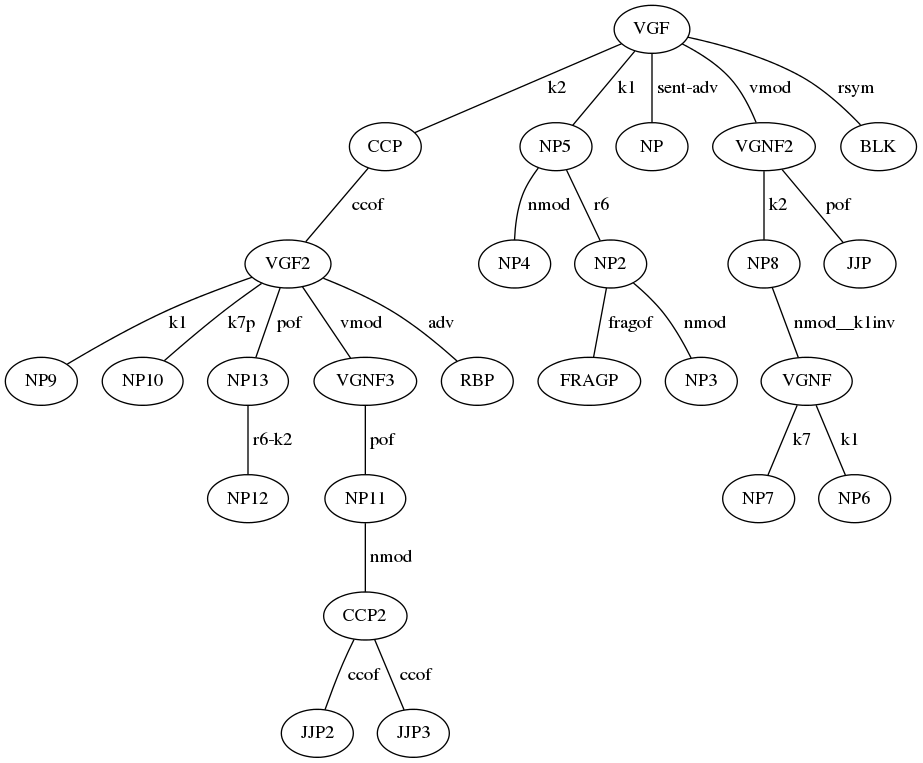 VGF
k2 k1 sent-adv vmod rsym
CCP NP5 NP VGNF2 BLK
ccof nmod r6 k2 pof
VGF2 NP4 NP2 NP8 JJP
k1 k7p pof vmod adv fragof nmod nmod__k1inv
NP9 NP10 NP13 VGNF3 RBP FRAGP NP3 VGNF
r6-k2 pof k7 k1
NP12 NP11 NP7 NP6
nmod
CCP2
ccof ccof
JJP2 JJP3